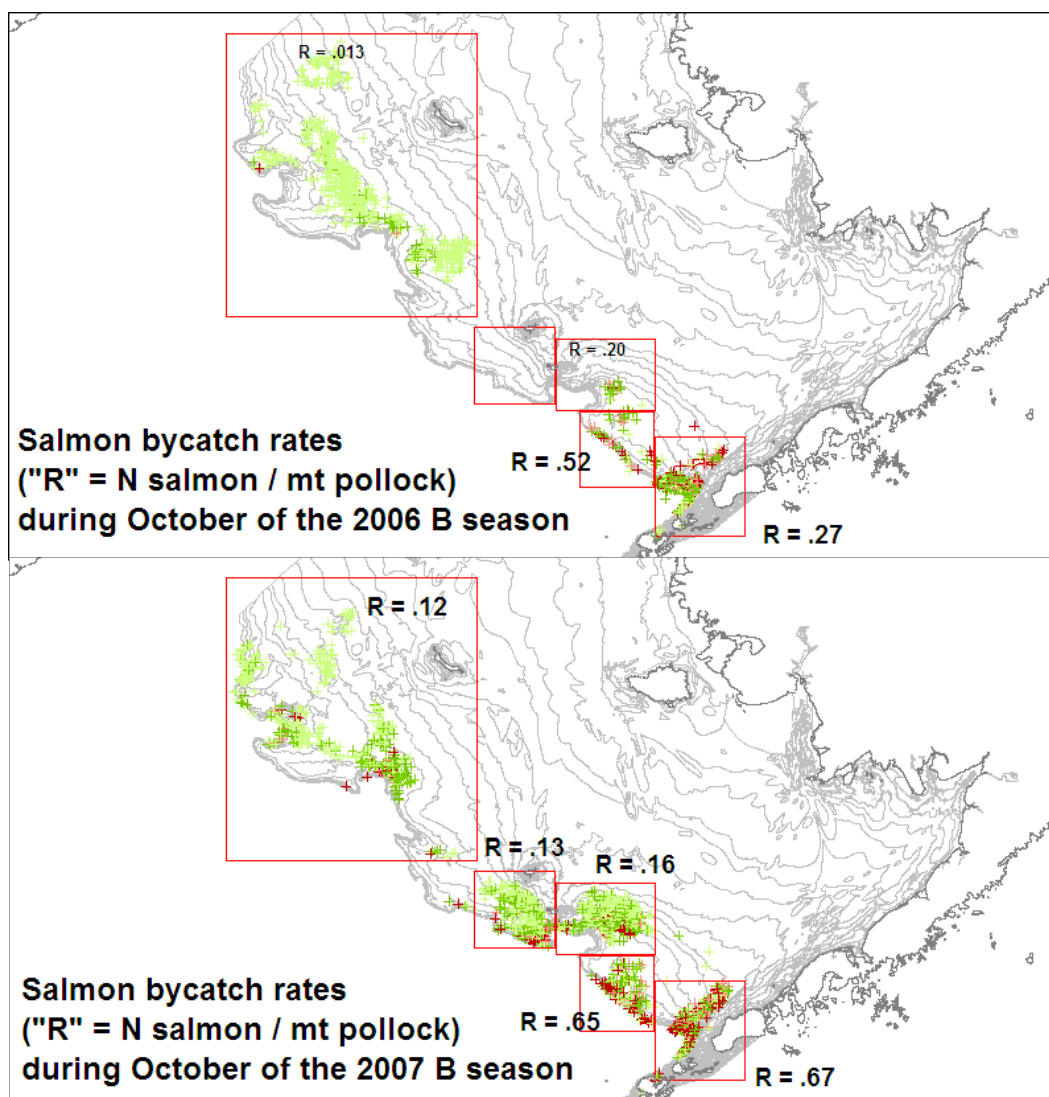 R = .013
R = .20
Salmon bycatch rates
("R" = N salmon / mt pollock)
during October of the 2006 B season
R = .52
R = .27
R = .12
R = .13
R = .16
Salmon bycatch rates
("R" = N salmon / mt pollock)
during October of the 2007 B season
R = .65
R = .67